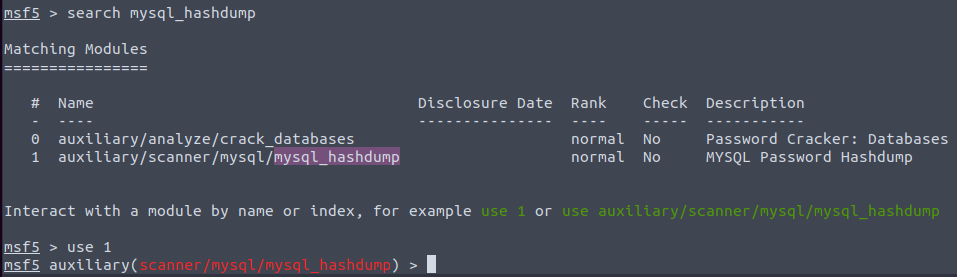 msf5 > search mysql_hashdump
Matching Modules
================
# Name Disclosure Date Rank Check Description
- ---- --------------- ---- ----- -----------
0 auxiliary/analyze/crack_databases normal No Password Cracker: Databases
1 auxiliary/scanner/mysql/mysql_hashdump normal No MYSQL Password Hashdump
Interact with a module by name or index, for example use 1 or use auxiliary/scanner/mysql/mysql_hashdump
msf5 > use 1
msf5 auxiliary(scanner/mysql/mysql_hashdump) >